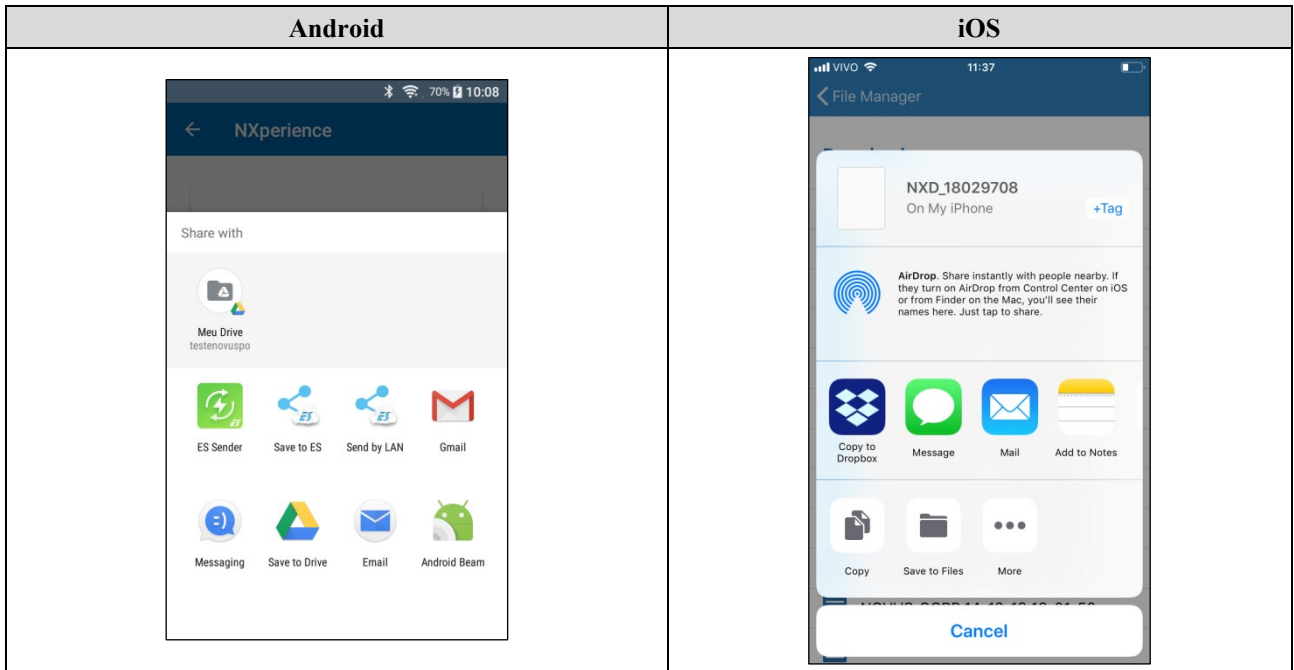 Android
iOS
70% 10:08
NXperience
Share with
Meu Drive
testenovuspo
ES Sender
Save to ES
Send by LAN
Gmail
Messaging
Save to Drive
Email
Android Beam
VIVO
11:37
File Manager
NXD_18029708
On My iPhone
+Tag
AirDrop. Share instantly with people nearby. If
they turn on AirDrop from Control Center on iOS
or from Finder on the Mac, you'll see their
names here. Just tap to share.
Copy to
Dropbox
Message
Mail
Add to Notes
Copy
Save to Files
More
Cancel